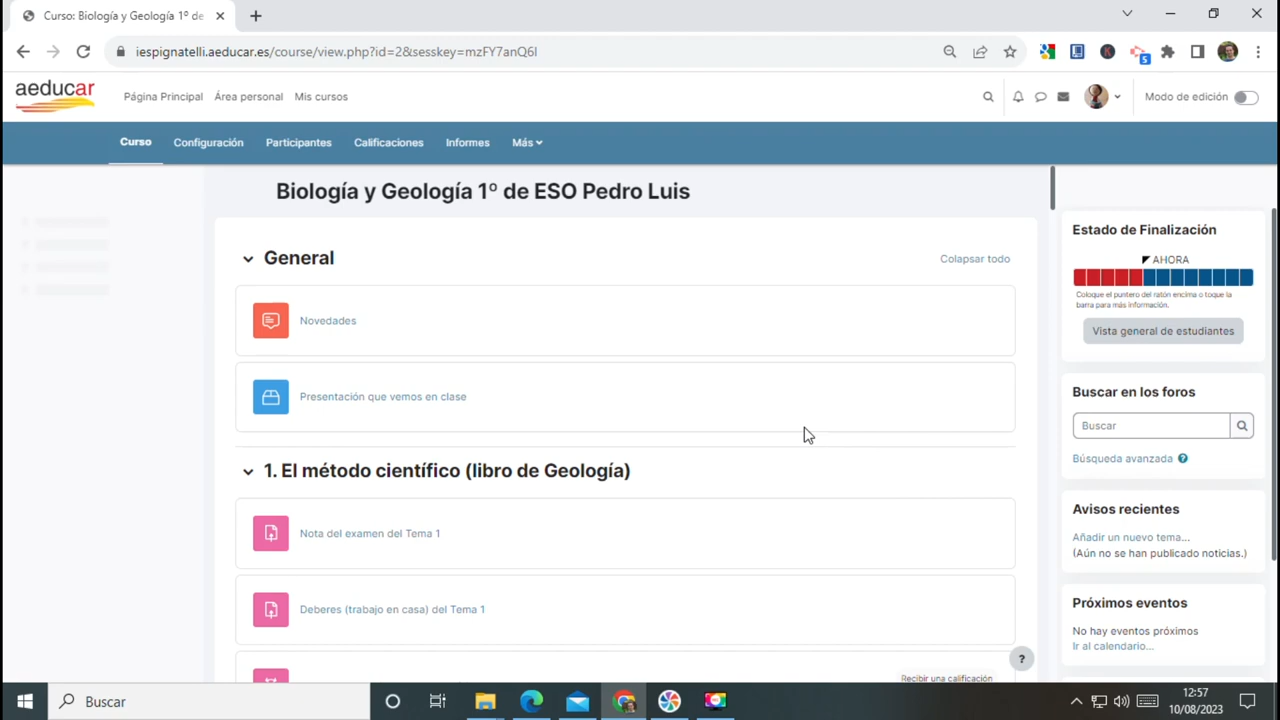 Curso: Biología y Geología 1º de
iespignatelli.aeducar.es/course/view.php?id=2&sesskey=mzFY7anQ6I
5
aeducar
Página Principal
Área personal
Mis cursos
Modo de edición
Curso
Configuración
Participantes
Calificaciones
Informes
Más
Biología y Geología 1º de ESO Pedro Luis
General
Colapsar todo
Novedades
Presentación que vemos en clase
1. El método científico (libro de Geología)
Nota del examen del Tema 1
Deberes (trabajo en casa) del Tema 1
Recibir una calificación
Estado de Finalización
AHORA
Coloque el puntero del ratón encima o toque la
barra para más información.
Vista general de estudiantes
Buscar en los foros
Buscar
Búsqueda avanzada ?
Avisos recientes
Añadir un nuevo tema...
(Aún no se han publicado noticias.)
Próximos eventos
No hay eventos próximos
Ir al calendario...
?
Buscar
12:57
10/08/2023